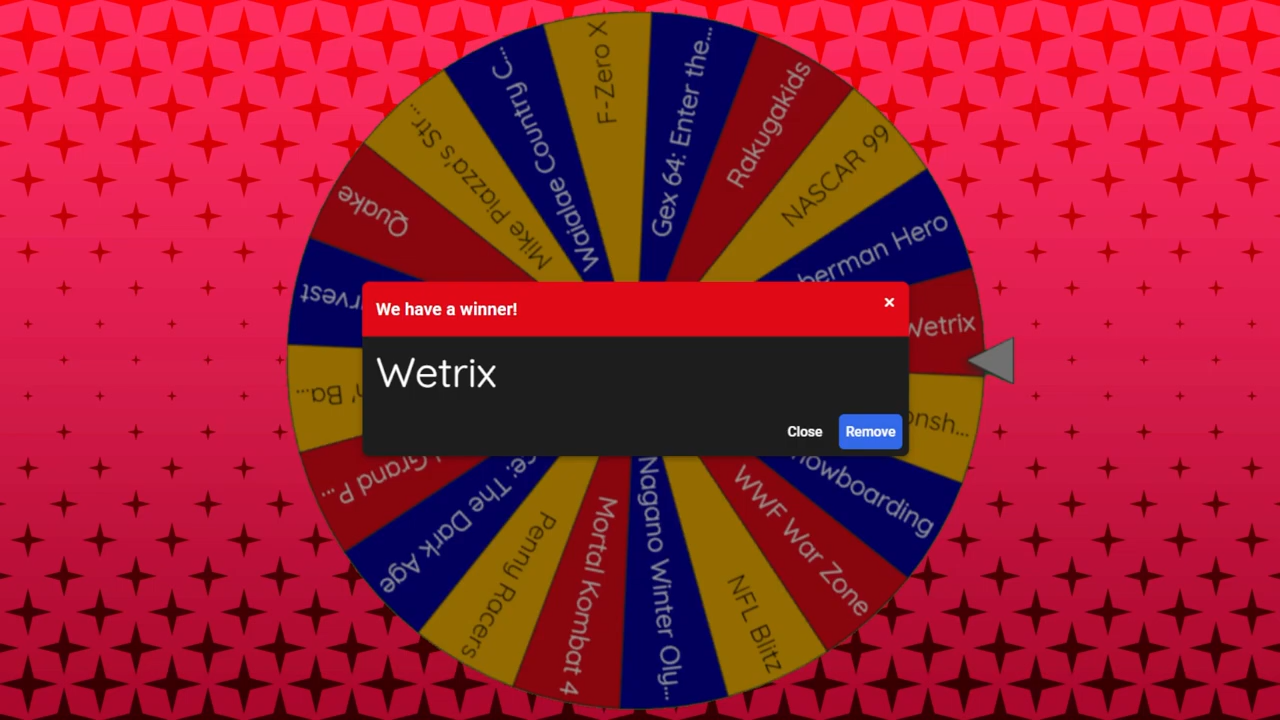 F-Zero X
Gex 64: Enter the...
Rakugakids
NASCAR 99
berman Hero
Wetrix
onsh...
owboarding
WWF War Zone
NFL Blitz
Nagano Winter Oly...
Mortal Kombat 4
Penny Racers
ce: The Dark Age
Grand P...
' Ba...
rvest
Quake
Mike Piazza's Str...
Waialae Country C...
We have a winner!
×
Wetrix
Close
Remove